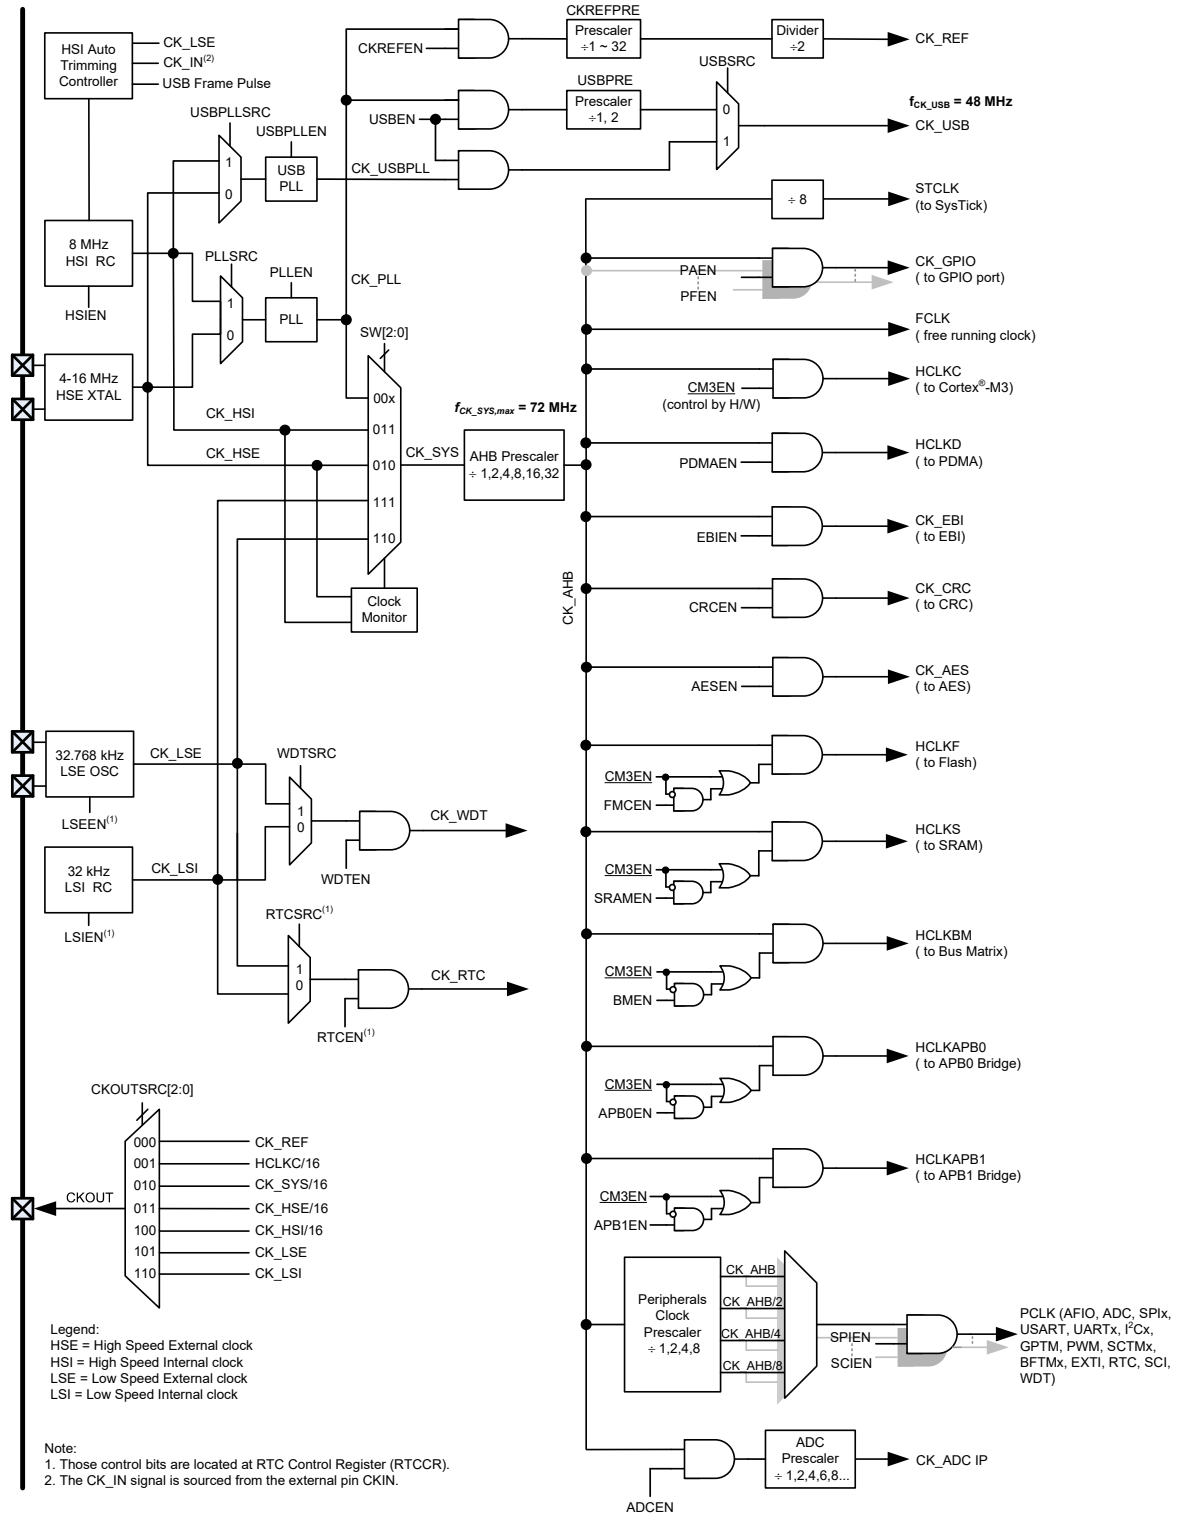 CKREFPRE
Prescaler
÷1 ~ 32
CKREFEN
Divider
÷2
CK_REF
HSI Auto
Trimming
Controller
CK_LSE
CK_IN(2)
USB Frame Pulse
USBPRE
Prescaler
÷1, 2
USBEN
USBSRC
0
1
fCK_USB = 48 MHz
CK_USB
USBPLLSRC
1
0
USBPLLEN
USB
PLL
CK_USBPLL
÷ 8
STCLK
(to SysTick)
8 MHz
HSI RC
HSIEN
PLLSRC
1
0
PLLEN
PLL
CK_PLL
PAEN
PFEN
CK_GPIO
( to GPIO port)
FCLK
( free running clock)
4-16 MHz
HSE XTAL
SW[2:0]
00x
011
010
111
110
CK_HSI
CK_HSE
fCK_SYS,max = 72 MHz
CK_SYS
AHB Prescaler
÷ 1,2,4,8,16,32
Clock
Monitor
CK_AHB
CM3EN
(control by H/W)
HCLKC
( to Cortex®-M3)
PDMAEN
HCLKD
( to PDMA)
EBIEN
CK_EBI
( to EBI)
CRCEN
CK_CRC
( to CRC)
AESEN
CK_AES
( to AES)
32.768 kHz
LSE OSC
CK_LSE
LSEEN(1)
WDTSRC
1
0
WDTEN
CK_WDT
32 kHz
LSI RC
CK_LSI
LSIEN(1)
RTCSRC(1)
1
0
RTCEN(1)
CK_RTC
CM3EN
FMCEN
HCLKF
( to Flash)
CM3EN
SRAMEN
HCLKS
( to SRAM)
CM3EN
BMEN
HCLKBM
( to Bus Matrix)
CM3EN
APB0EN
HCLKAPB0
( to APB0 Bridge)
CM3EN
APB1EN
HCLKAPB1
( to APB1 Bridge)
CKOUTSRC[2:0]
CKOUT
000 CK_REF
001 HCLKC/16
010 CK_SYS/16
011 CK_HSE/16
100 CK_HSI/16
101 CK_LSE
110 CK_LSI
Peripherals
Clock
Prescaler
÷ 1,2,4,8
CK_AHB
CK_AHB/2
CK_AHB/4
CK_AHB/8
SPIEN
SCIEN
PCLK (AFIO, ADC, SPIx,
USART, UARTx, I2Cx,
GPTM, PWM, SCTMx,
BFTMx, EXTI, RTC, SCI,
WDT)
Legend:
HSE = High Speed External clock
HSI = High Speed Internal clock
LSE = Low Speed External clock
LSI = Low Speed Internal clock
ADCEN
ADC
Prescaler
÷ 1,2,4,6,8...
CK_ADC IP
Note:
1. Those control bits are located at RTC Control Register (RTCCR).
2. The CK_IN signal is sourced from the external pin CKIN.